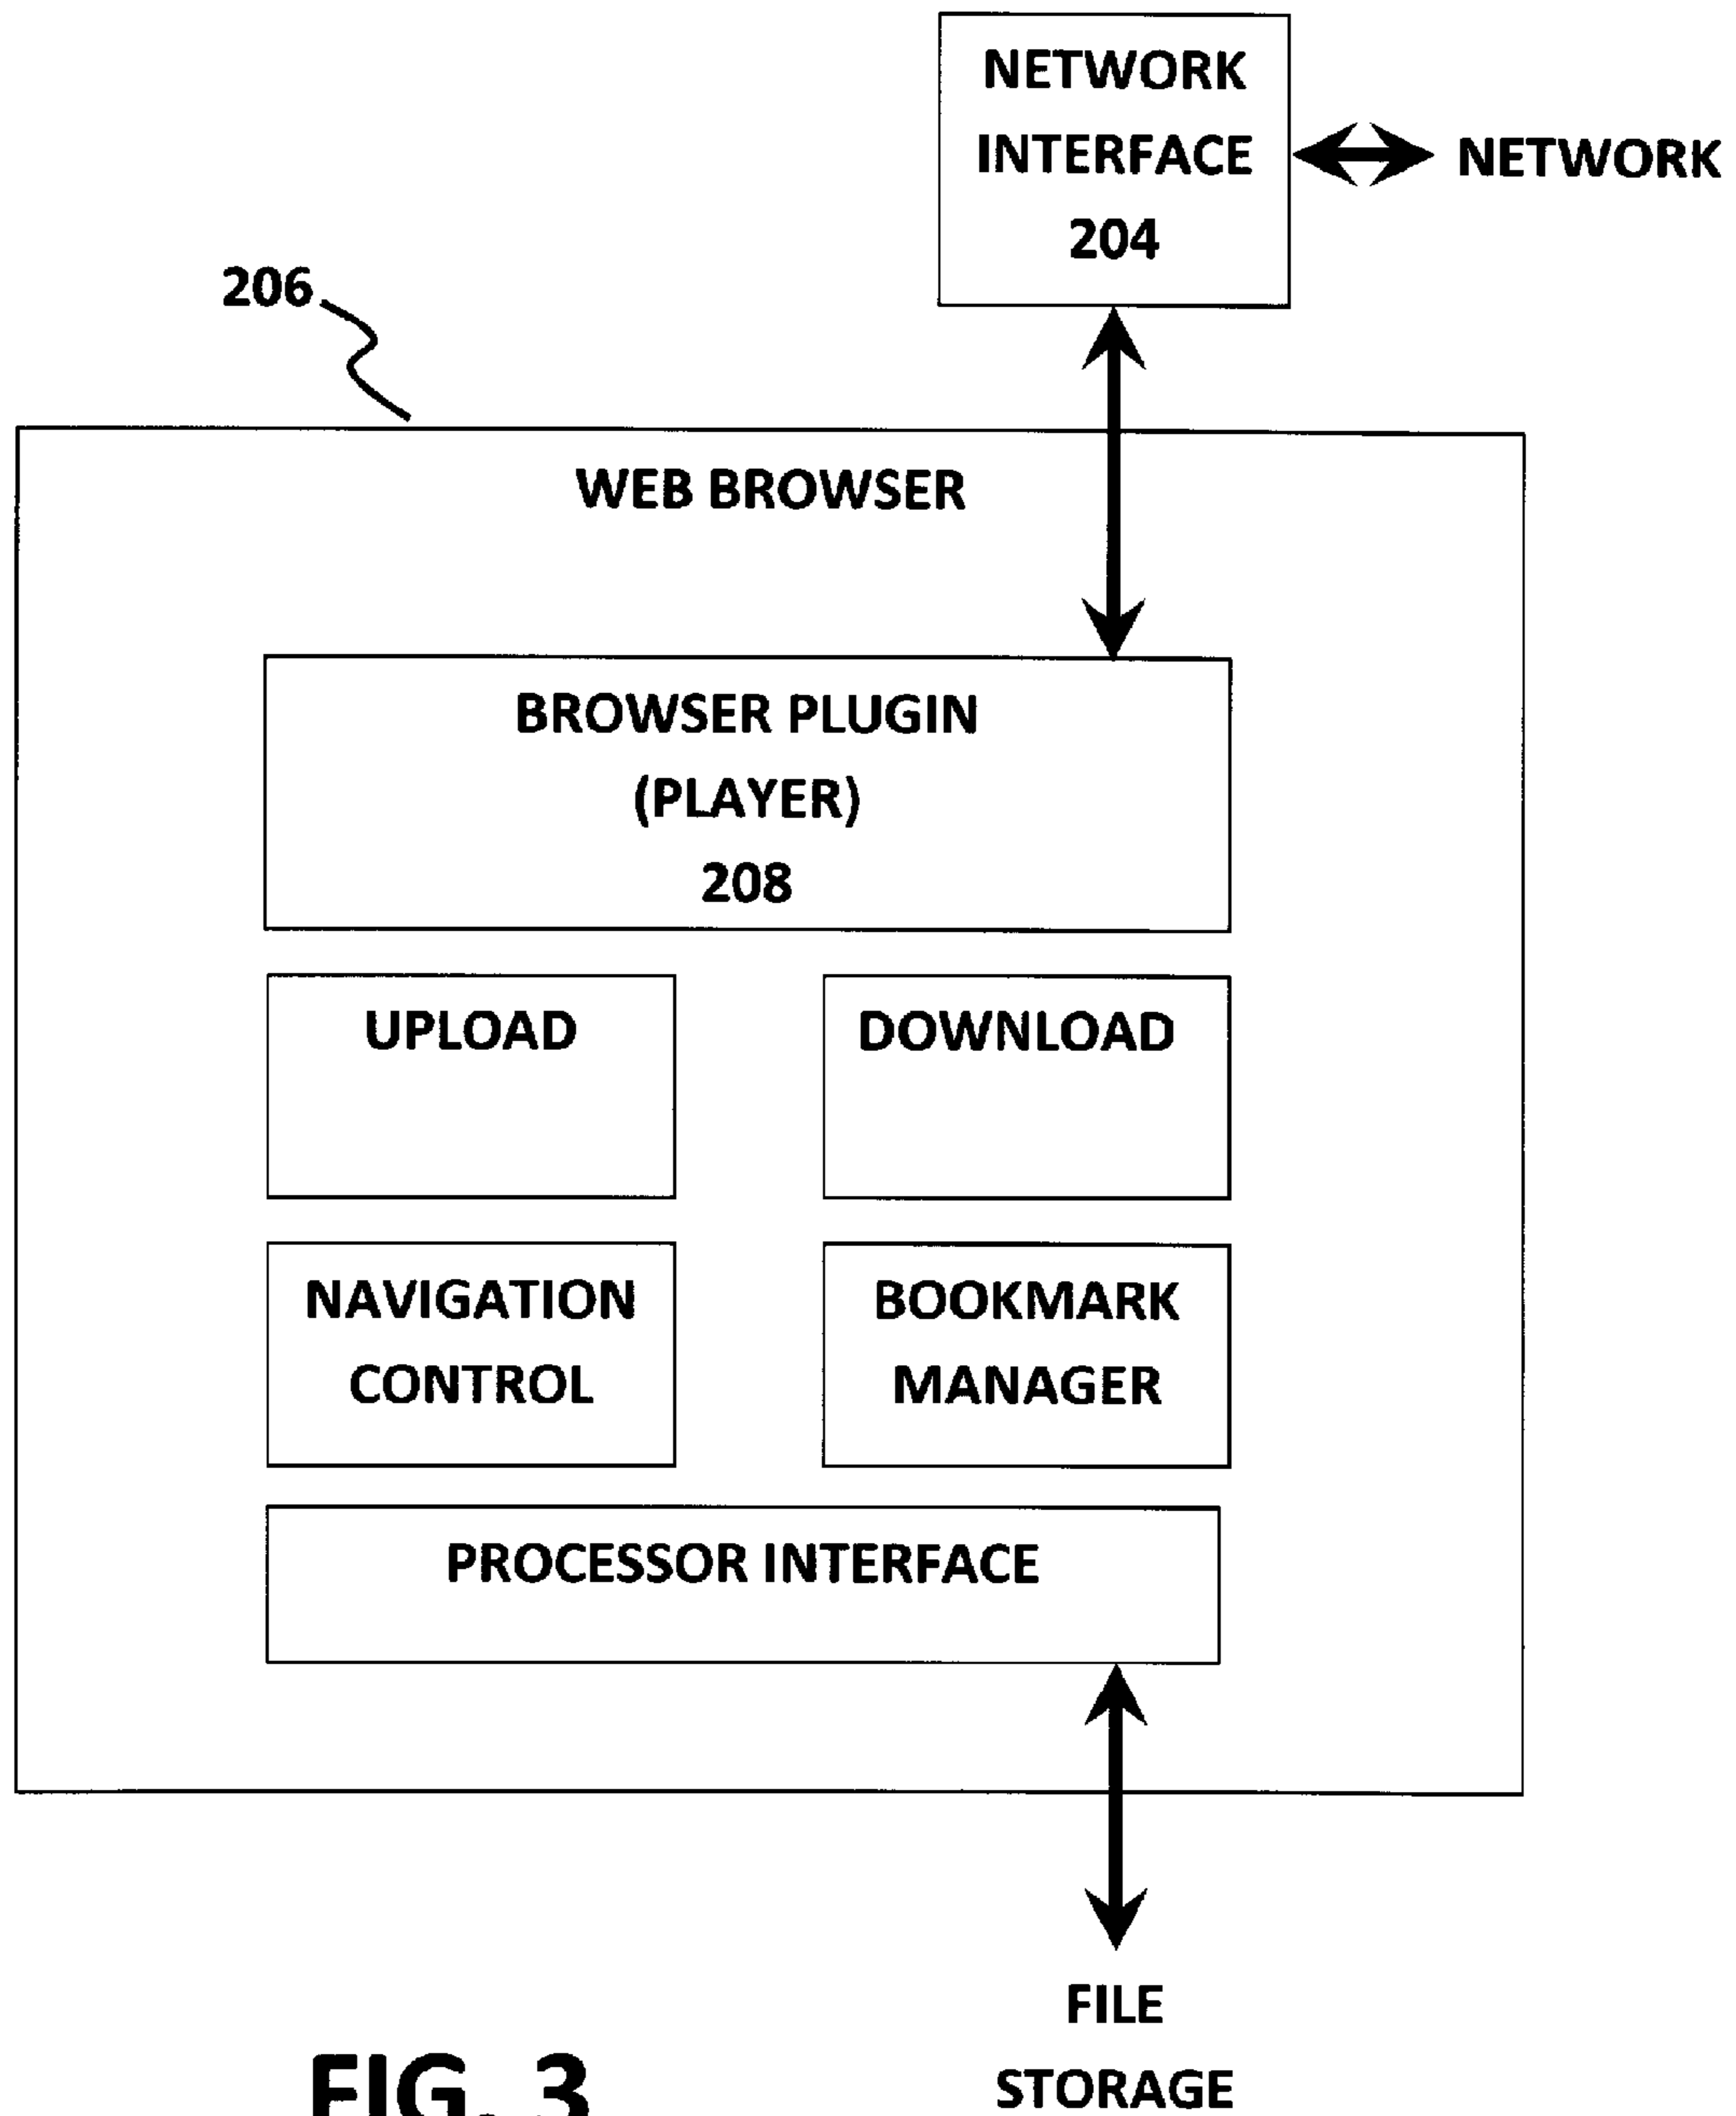 NETWORK
INTERFACE
204
NETWORK
206
WEB BROWSER
BROWSER PLUGIN
(PLAYER)
208
UPLOAD
DOWNLOAD
NAVIGATION
CONTROL
BOOKMARK
MANAGER
PROCESSOR INTERFACE
FILE
STORAGE
FIG. 3